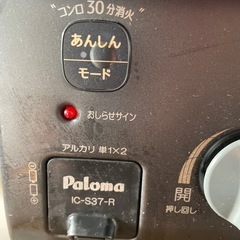 "コンロ30分消火"
あんしん
モード
おしらせサイン
アルカリ 単1×2
Paloma
IC-S37-R
開
押し回し